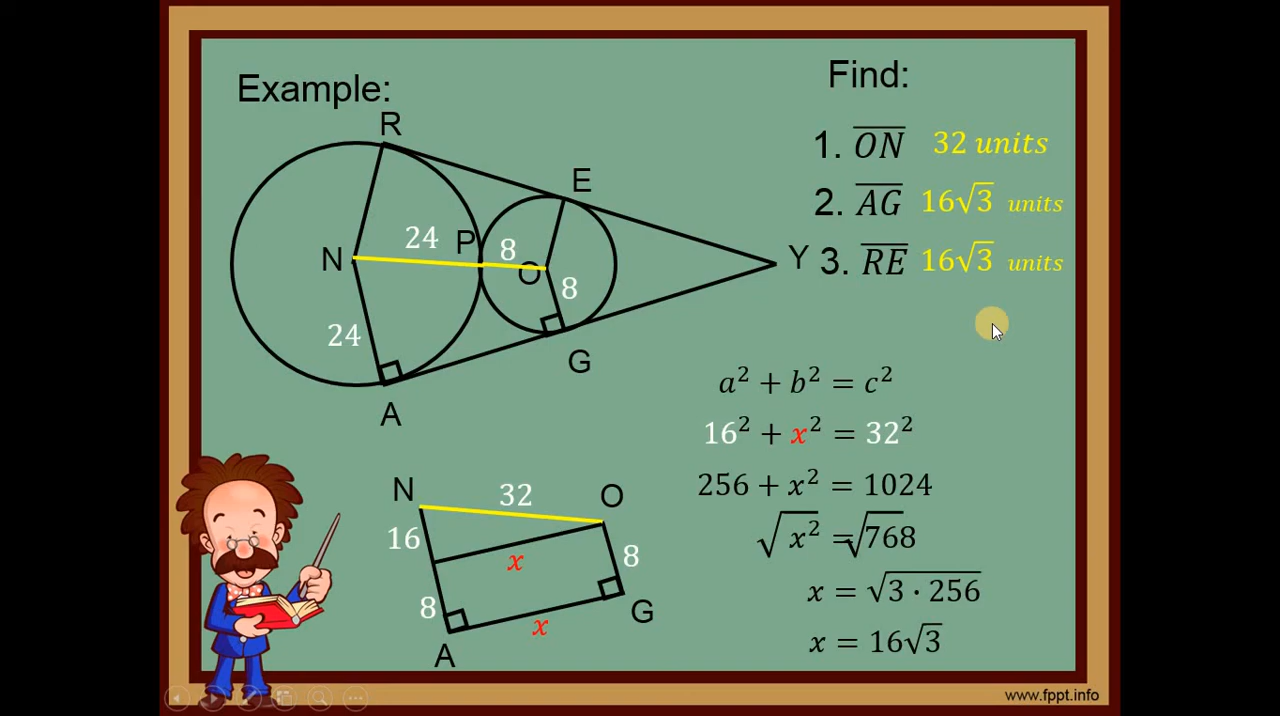 Example:
Find:
1. ON 32 units
2. AG 16√3 units
3. RE 16√3 units
R
E
24
P
8
N
O
Y
8
24
G
A
a² + b² = c²
16² + x² = 32²
256 + x² = 1024
√x² = √768
x = √3 · 256
x = 16√3
N
32
O
16
x
8
8
x
G
A
www.fppt.info